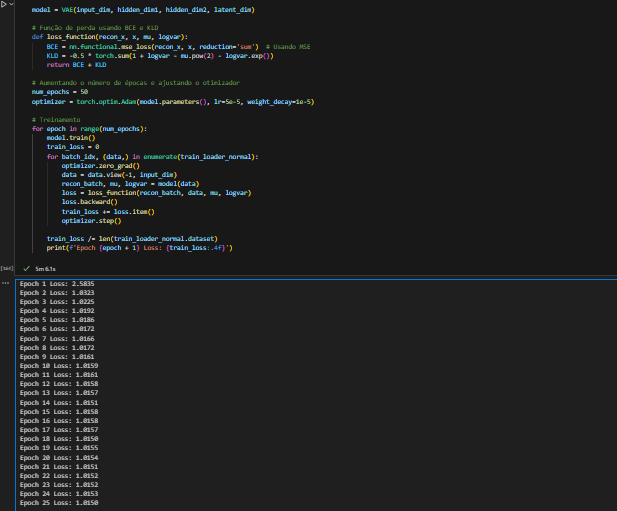 model = VAE(input_dim, hidden_dim1, hidden_dim2, latent_dim)
# Função de perda usando BCE e KLD
def loss_function(recon_x, x, mu, logvar):
BCE = nn.functional.mse_loss(recon_x, x, reduction='sum')  # Usando MSE
KLD = -0.5 * torch.sum(1 + logvar - mu.pow(2) - logvar.exp())
return BCE + KLD
# Aumentando o número de épocas e ajustando o otimizador
num_epochs = 50
optimizer = torch.optim.Adam(model.parameters(), lr=5e-5, weight_decay=1e-5)
# Treinamento
for epoch in range(num_epochs):
model.train()
train_loss = 0
for batch_idx, (data,) in enumerate(train_loader_normal):
optimizer.zero_grad()
data = data.view(-1, input_dim)
recon_batch, mu, logvar = model(data)
loss = loss_function(recon_batch, data, mu, logvar)
loss.backward()
train_loss += loss.item()
optimizer.step()
train_loss /= len(train_loader_normal.dataset)
print(f'Epoch {epoch + 1} Loss: {train_loss:.4f}')
5m 6.1s
Epoch 1 Loss: 2.5835
Epoch 2 Loss: 1.0323
Epoch 3 Loss: 1.0225
Epoch 4 Loss: 1.0192
Epoch 5 Loss: 1.0186
Epoch 6 Loss: 1.0172
Epoch 7 Loss: 1.0166
Epoch 8 Loss: 1.0172
Epoch 9 Loss: 1.0161
Epoch 10 Loss: 1.0159
Epoch 11 Loss: 1.0161
Epoch 12 Loss: 1.0158
Epoch 13 Loss: 1.0157
Epoch 14 Loss: 1.0151
Epoch 15 Loss: 1.0158
Epoch 16 Loss: 1.0158
Epoch 17 Loss: 1.0157
Epoch 18 Loss: 1.0150
Epoch 19 Loss: 1.0155
Epoch 20 Loss: 1.0154
Epoch 21 Loss: 1.0151
Epoch 22 Loss: 1.0152
Epoch 23 Loss: 1.0152
Epoch 24 Loss: 1.0153
Epoch 25 Loss: 1.0150